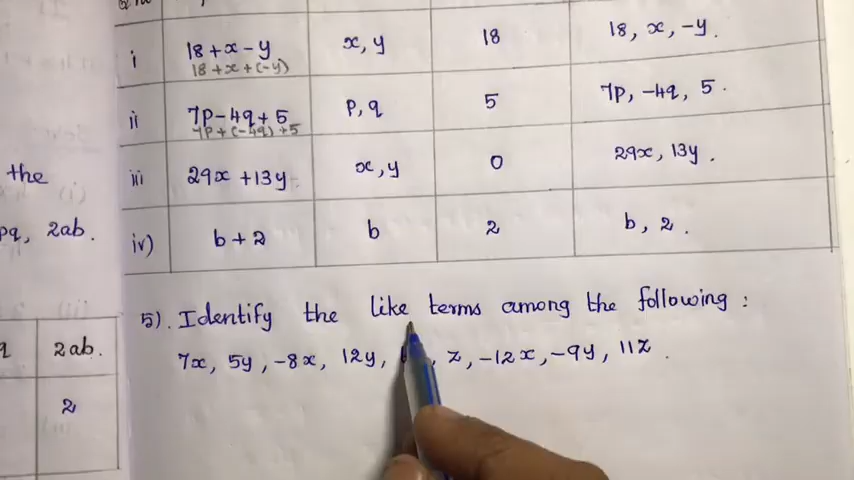 i 18+x-y x, y 18 18, x, -y.
18+x+(-y)
ii 7p-4q+5 p, q 5 7p, -4q, 5.
7p+(-4q)+5
iii 29x+13y x, y 0 29x, 13y.
iv) b+2 b 2 b, 2.
the
pq, 2ab.
2ab.
2
5). Identify the like terms among the following:
7x, 5y, -8x, 12y, z, -12x, -9y, 11z.